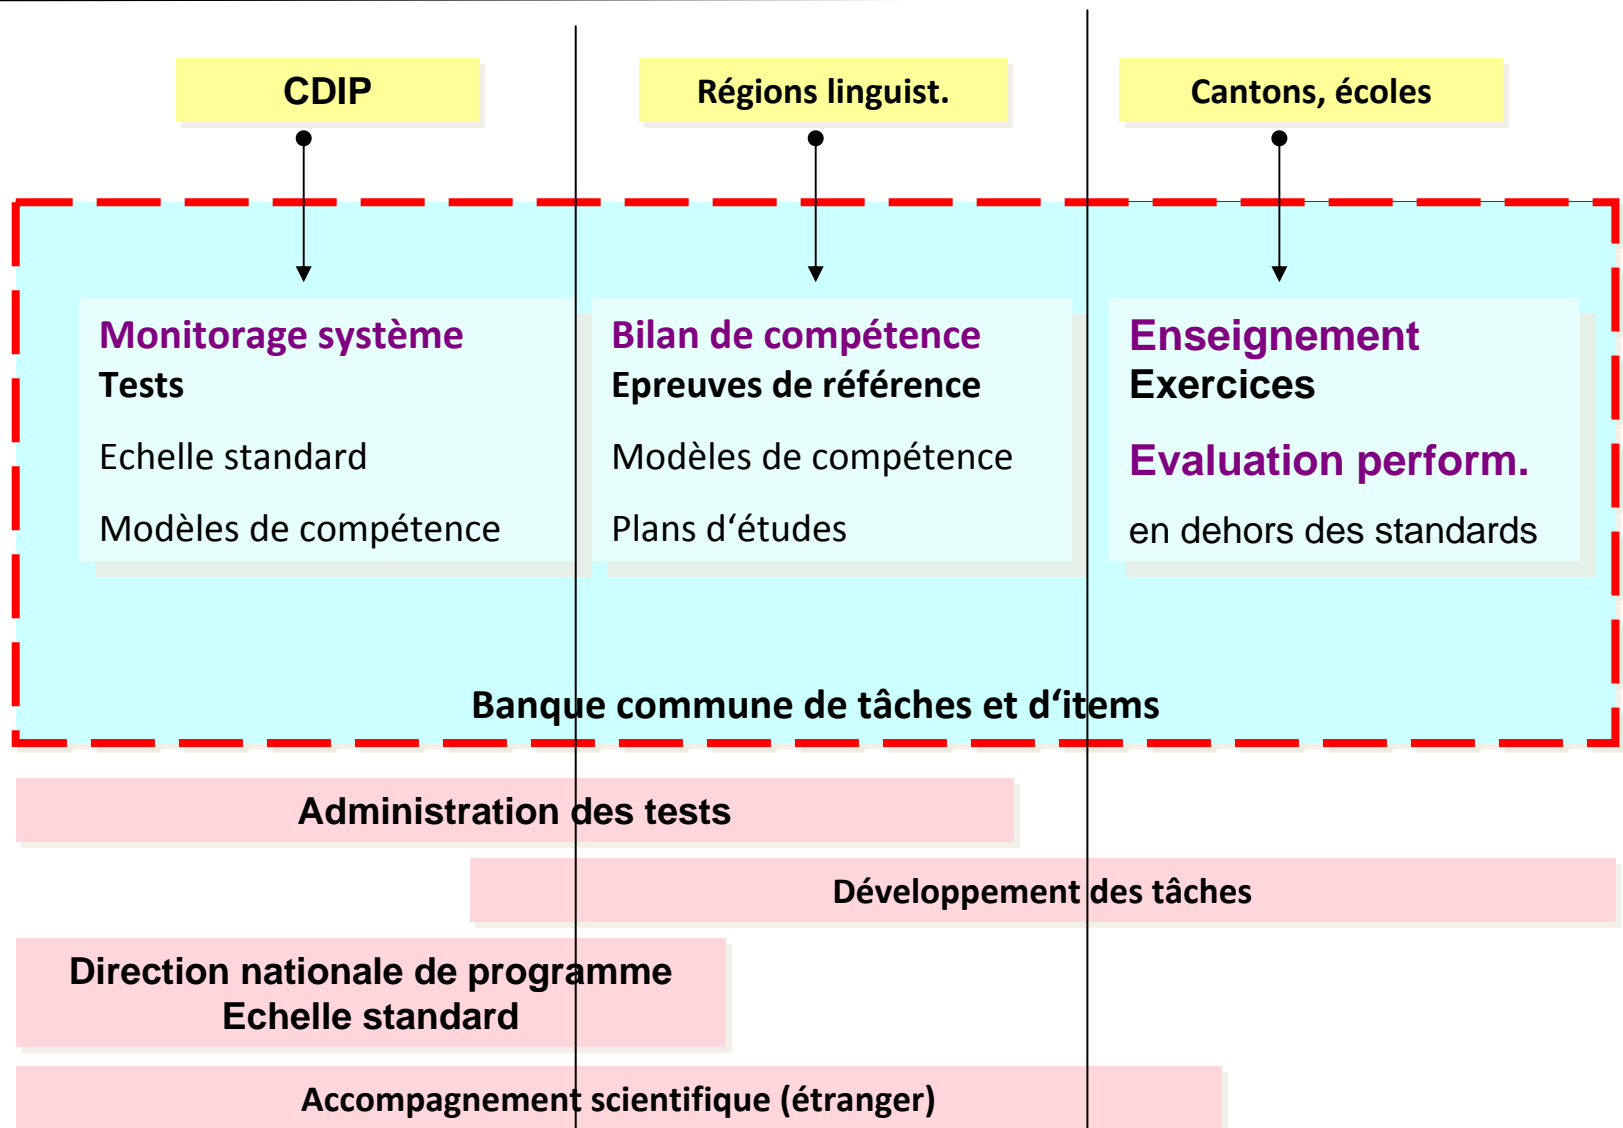 CDIP
Régions linguist.
Cantons, écoles
Monitorage système
Tests
Echelle standard
Modèles de compétence
Bilan de compétence
Epreuves de référence
Modèles de compétence
Plans d‘études
Enseignement
Exercices
Evaluation perform.
en dehors des standards
Banque commune de tâches et d‘items
Administration des tests
Développement des tâches
Direction nationale de programme
Echelle standard
Accompagnement scientifique (étranger)